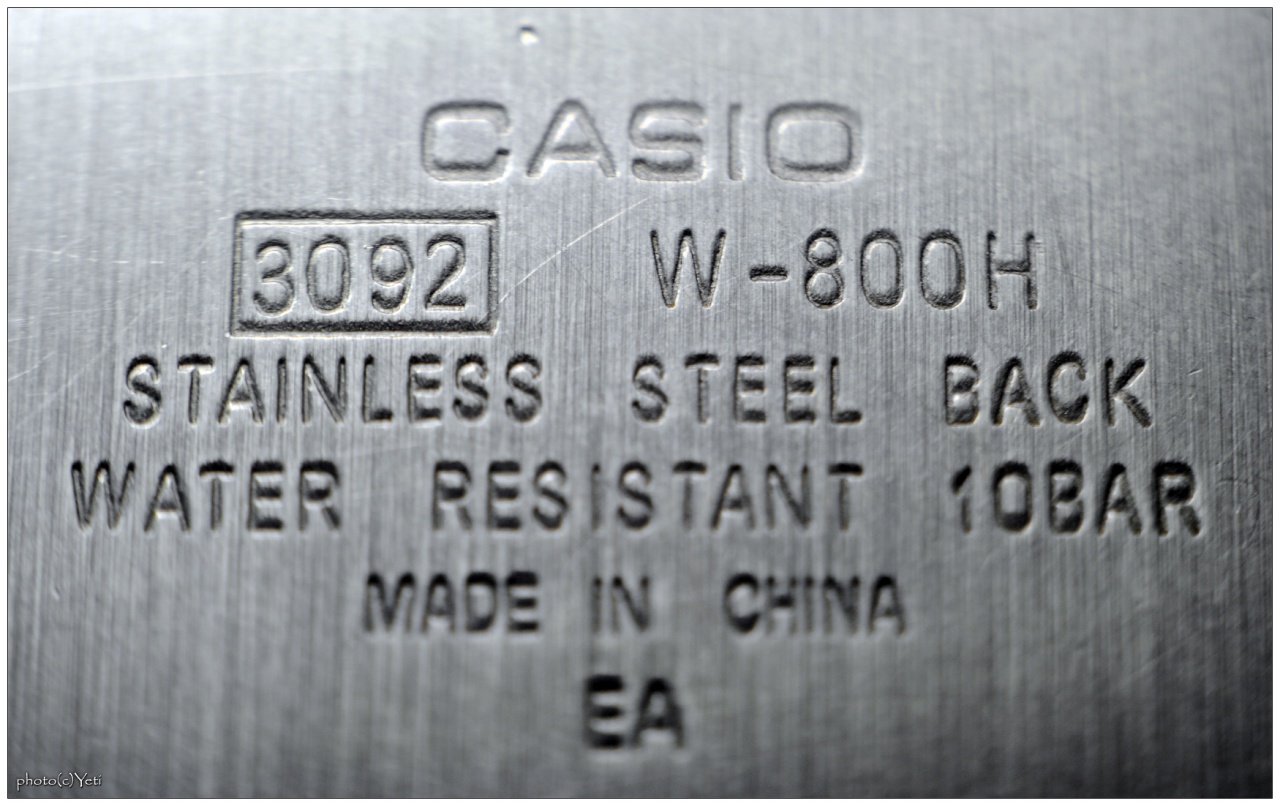 CASIO
3092 W-800H
STAINLESS STEEL BACK
WATER RESISTANT 10BAR
MADE IN CHINA
EA
photo(c)Yeti